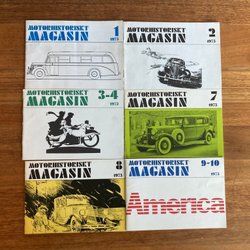 MOTORHISTORISKT
MAGASIN
1
1973
MOTORHISTORISKT
MAGASIN
2
1973
MOTORHISTORISKT
MAGASIN
3-4
1973
MOTORHISTORISKT
MAGASIN
7
1973
MOTORHISTORISKT
MAGASIN
8
1973
MOTORHISTORISKT
MAGASIN
9-10
1973
America